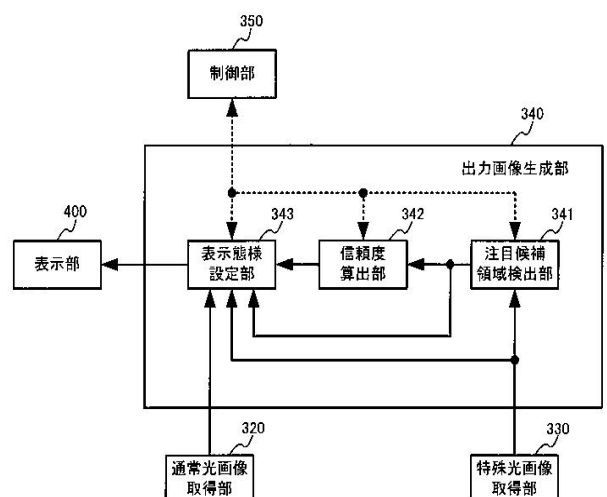 350
制御部
340
出力画像生成部
400
表示部
343
表示態様
設定部
342
信頼度
算出部
341
注目候補
領域検出部
320
通常光画像
取得部
330
特殊光画像
取得部